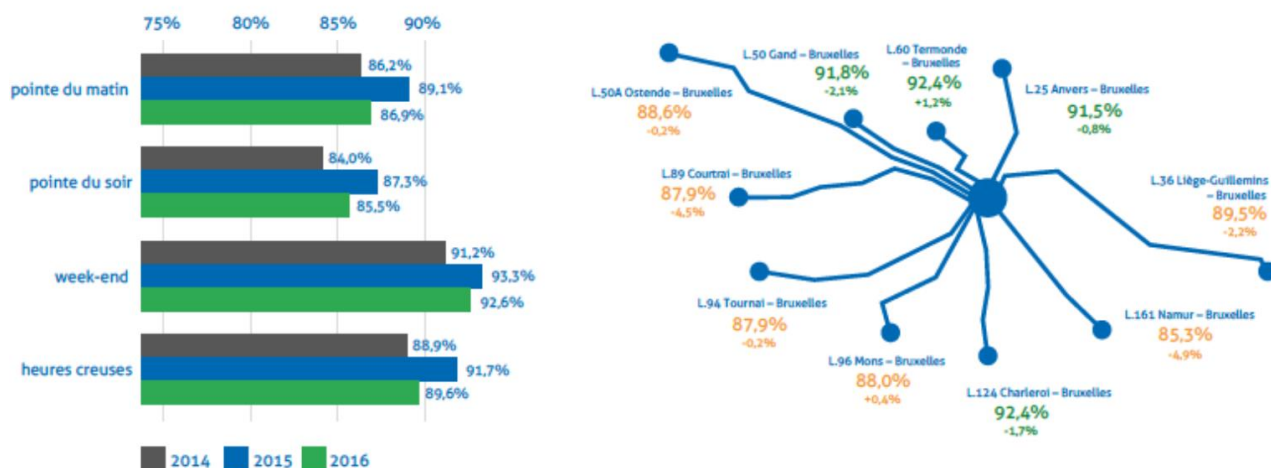 75% 80% 85% 90%
pointe du matin
86,2%
89,1%
86,9%
pointe du soir
84,0%
87,3%
85,5%
week-end
91,2%
93,3%
92,6%
heures creuses
88,9%
91,7%
89,6%
2014 2015 2016
L.50A Ostende – Bruxelles
88,6%
-0,2%
L.50 Gand – Bruxelles
91,8%
-2,1%
L.60 Termonde
– Bruxelles
92,4%
+1,2%
L.25 Anvers – Bruxelles
91,5%
-0,8%
L.89 Courtrai – Bruxelles
87,9%
-4,5%
L.36 Liège-Guillemins
– Bruxelles
89,5%
-2,2%
L.94 Tournai – Bruxelles
87,9%
-0,2%
L.96 Mons – Bruxelles
88,0%
+0,4%
L.124 Charleroi – Bruxelles
92,4%
-1,7%
L.161 Namur – Bruxelles
85,3%
-4,9%